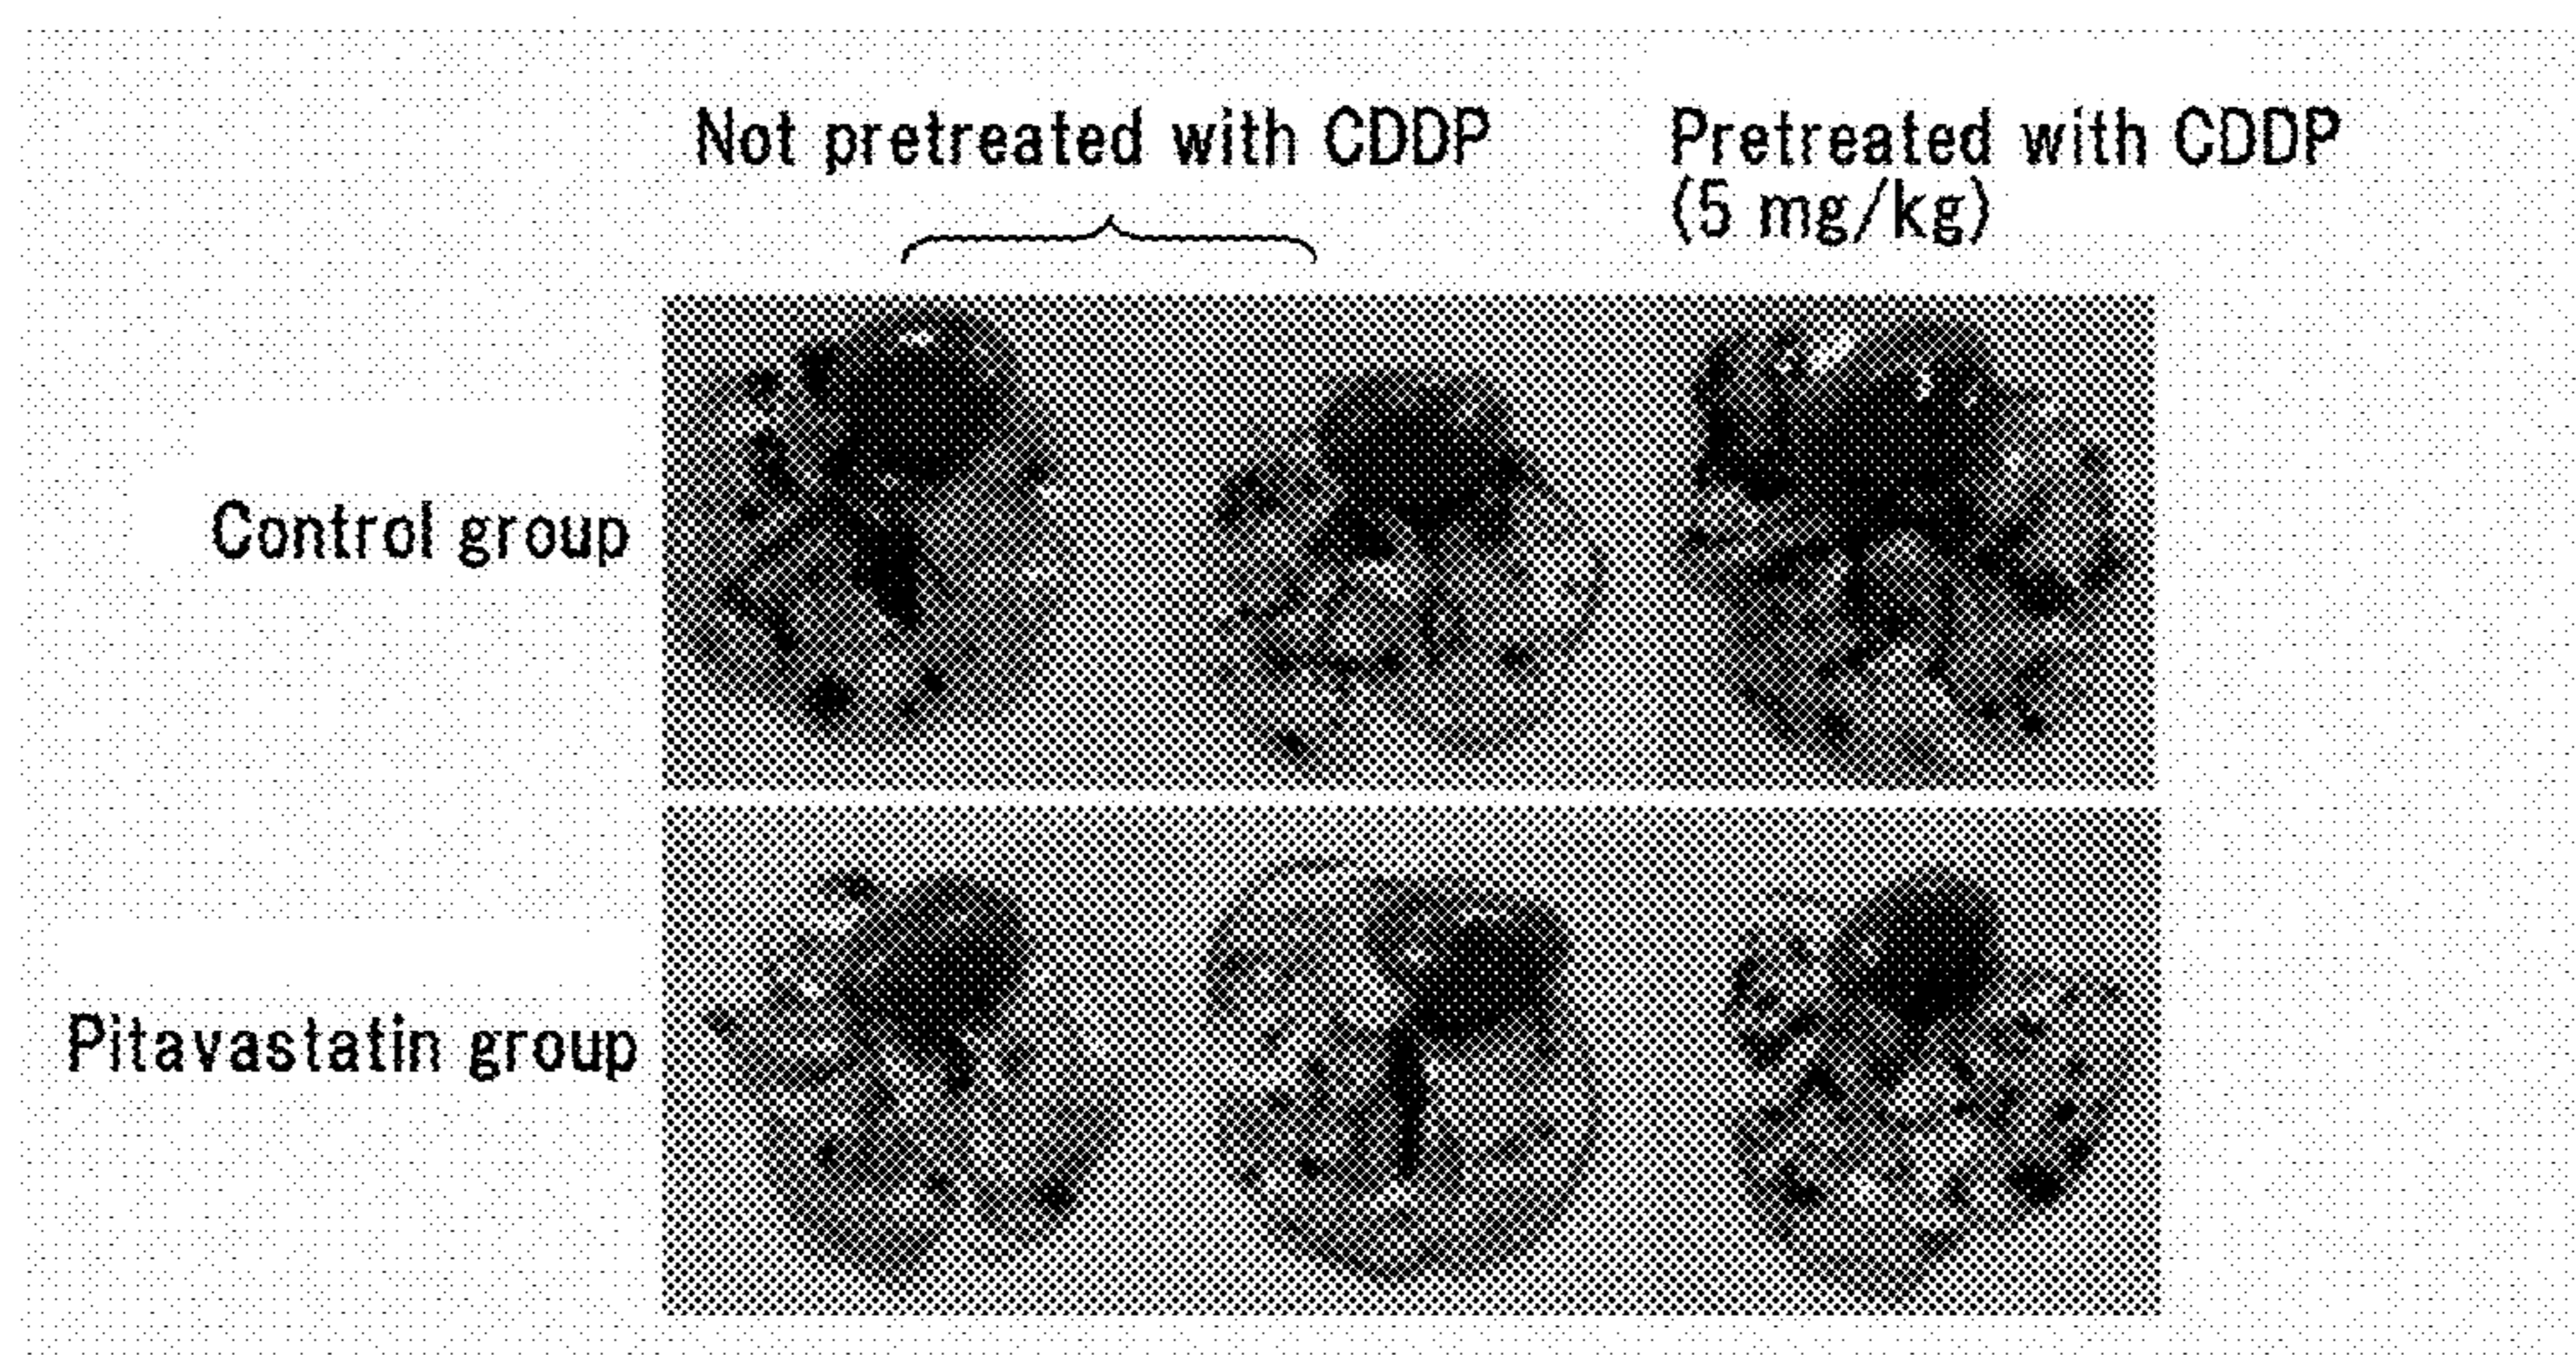 Not pretreated with CDDP
Pretreated with CDDP
(5 mg/kg)
Control group
Pitavastatin group